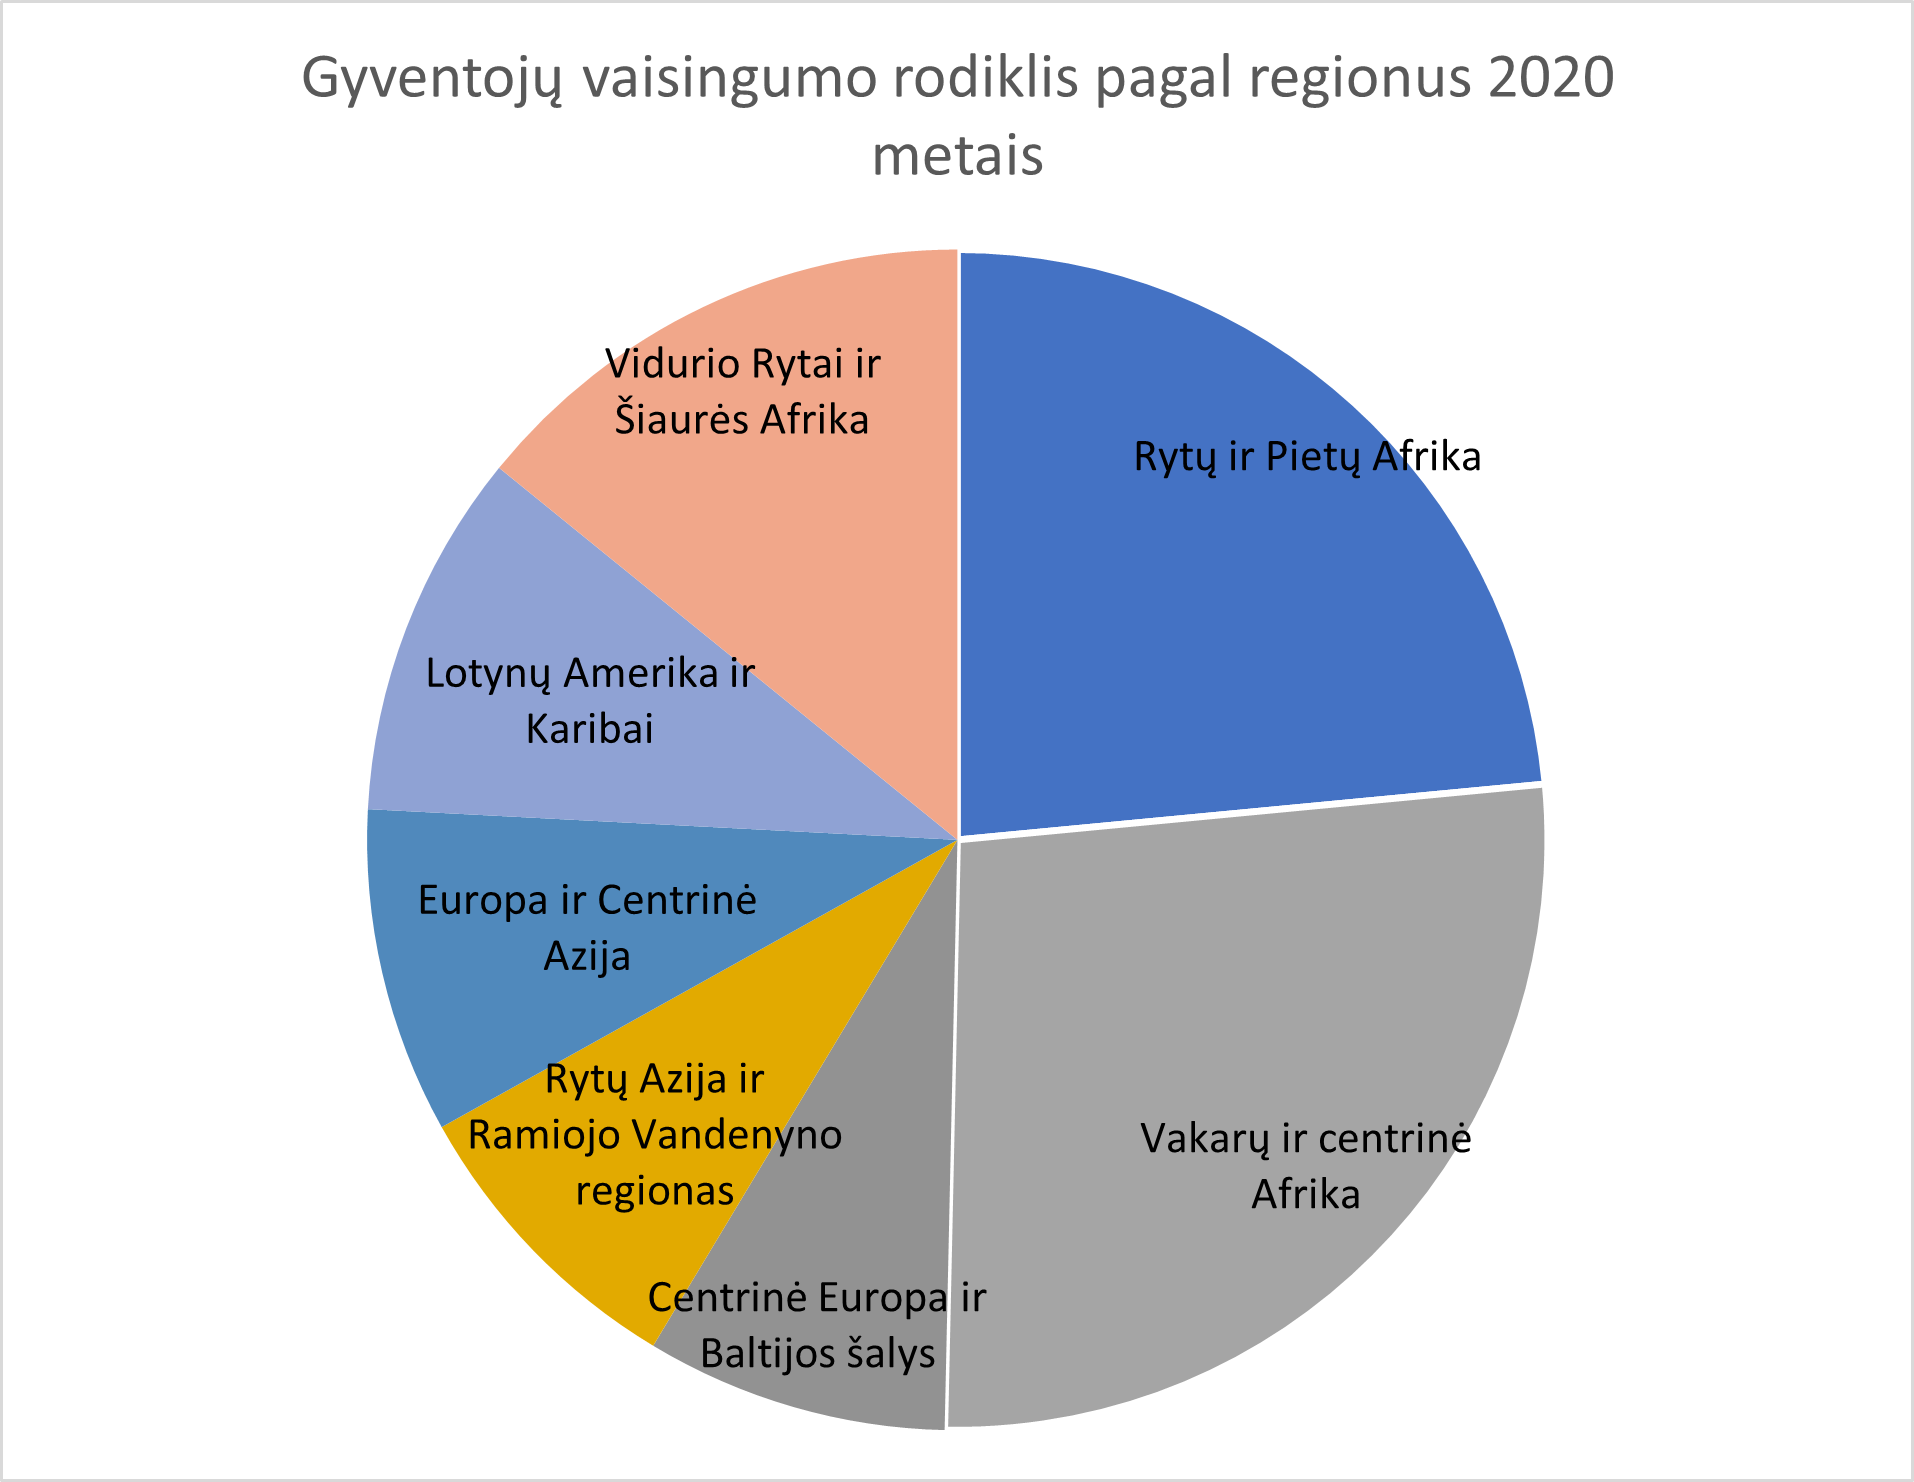 Gyventojų vaisingumo rodiklis pagal regionus 2020
metais
Vidurio Rytai ir
Šiaurės Afrika
Rytų ir Pietų Afrika
Lotynų Amerika ir
Karibai
Europa ir Centrinė
Azija
Rytų Azija ir
Ramiojo Vandenyno
regionas
Vakarų ir centrinė
Afrika
Centrinė Europa ir
Baltijos šalys